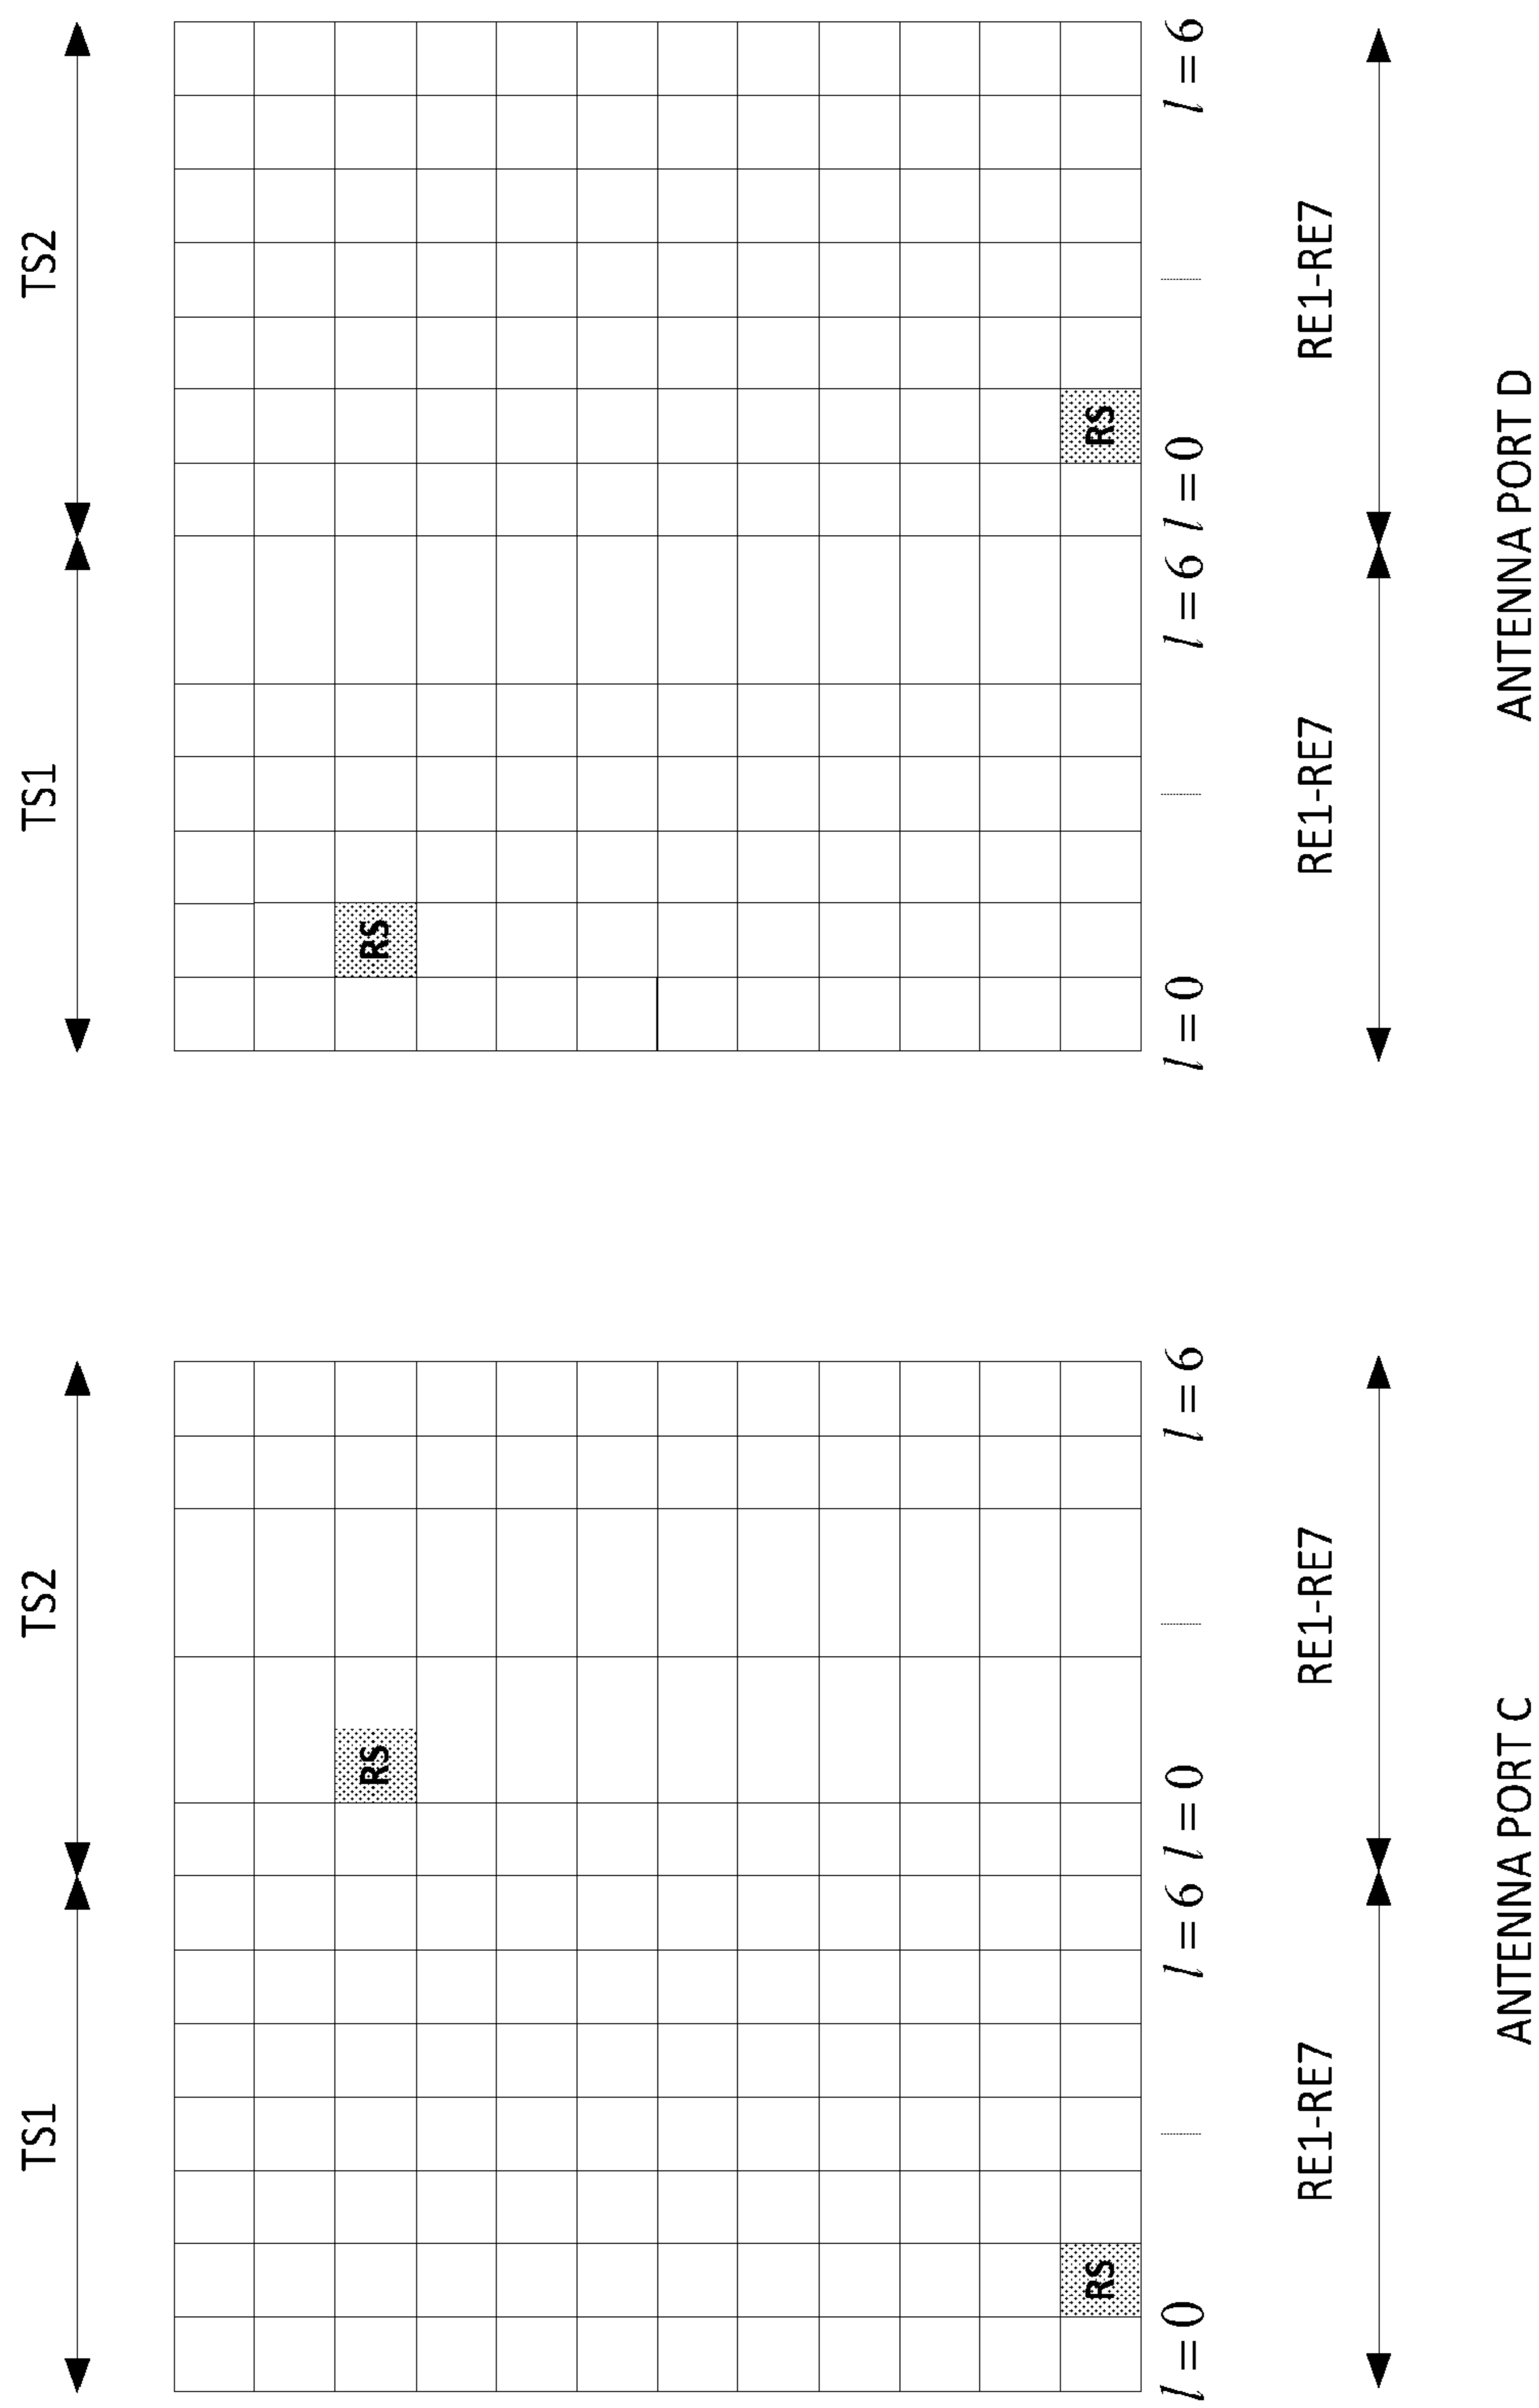 TS1 TS2 TS1 TS2
RS RS
RS RS
l = 0 l = 6 l = 0 l = 6 l = 0 l = 6 l = 0 l = 6
RE1-RE7 RE1-RE7 RE1-RE7 RE1-RE7
ANTENNA PORT C ANTENNA PORT D